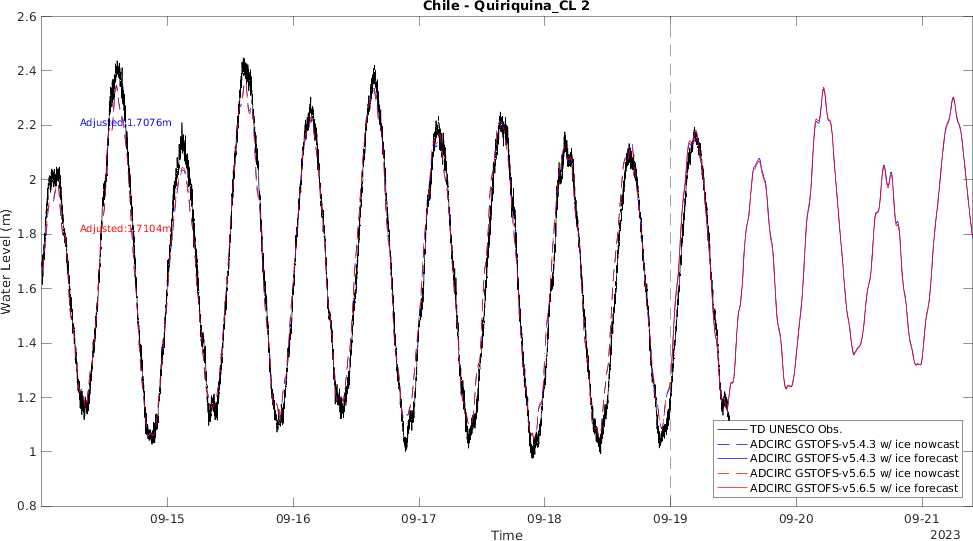 Chile - Quiriquina_CL 2
2.6
2.4
2.2
2
1.8
1.6
1.4
1.2
1
0.8
Water Level (m)
Adjusted:1.7076m
Adjusted:1.7104m
TD UNESCO Obs.
ADCIRC GSTOFS-v5.4.3 w/ ice nowcast
ADCIRC GSTOFS-v5.4.3 w/ ice forecast
ADCIRC GSTOFS-v5.6.5 w/ ice nowcast
ADCIRC GSTOFS-v5.6.5 w/ ice forecast
09-15 09-16 09-17 09-18 09-19 09-20 09-21
Time
2023